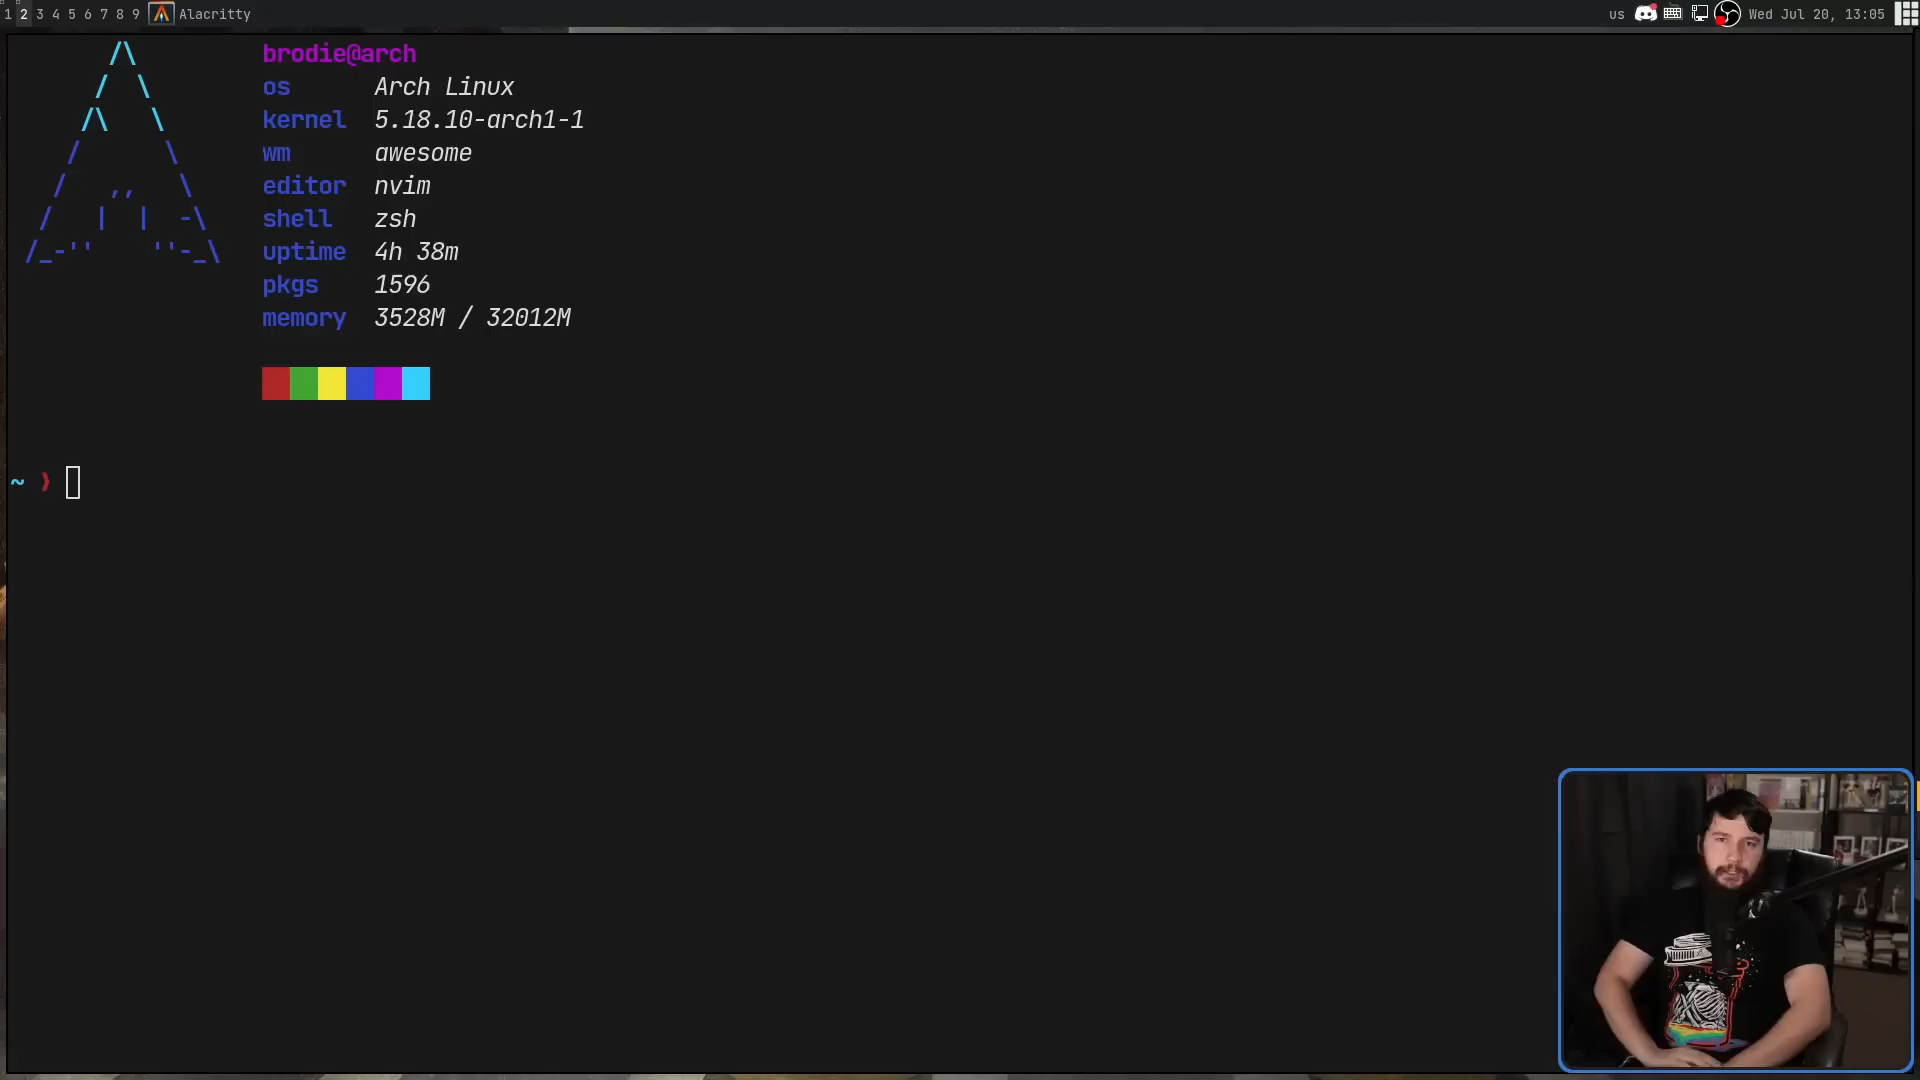 1 2 3 4 5 6 7 8 9 Alacritty us Wed Jul 20, 13:05
brodie@arch
os Arch Linux
kernel 5.18.10-arch1-1
wm awesome
editor nvim
shell zsh
uptime 4h 38m
pkgs 1596
memory 3528M / 32012M
~ ❯